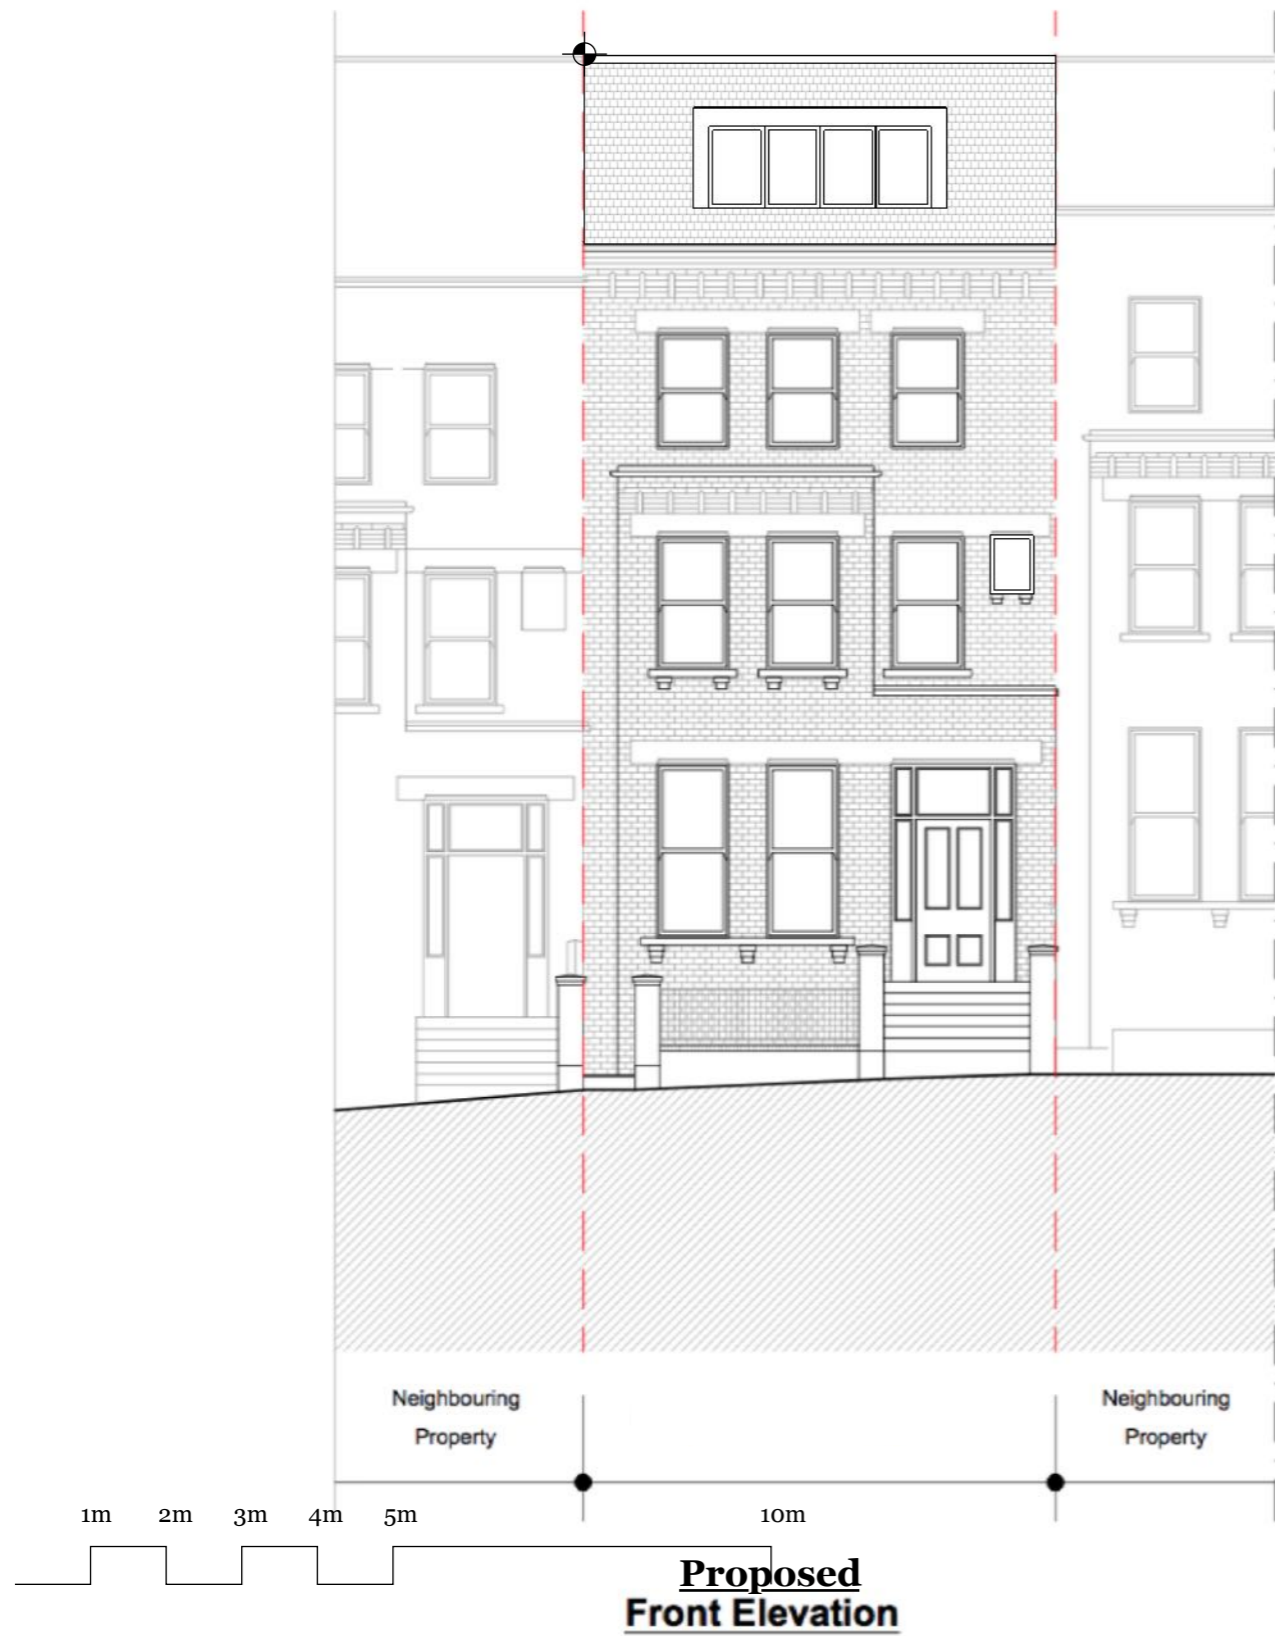 Neighbouring
Property
Neighbouring
Property
1m 2m 3m 4m 5m 10m
Proposed
Front Elevation